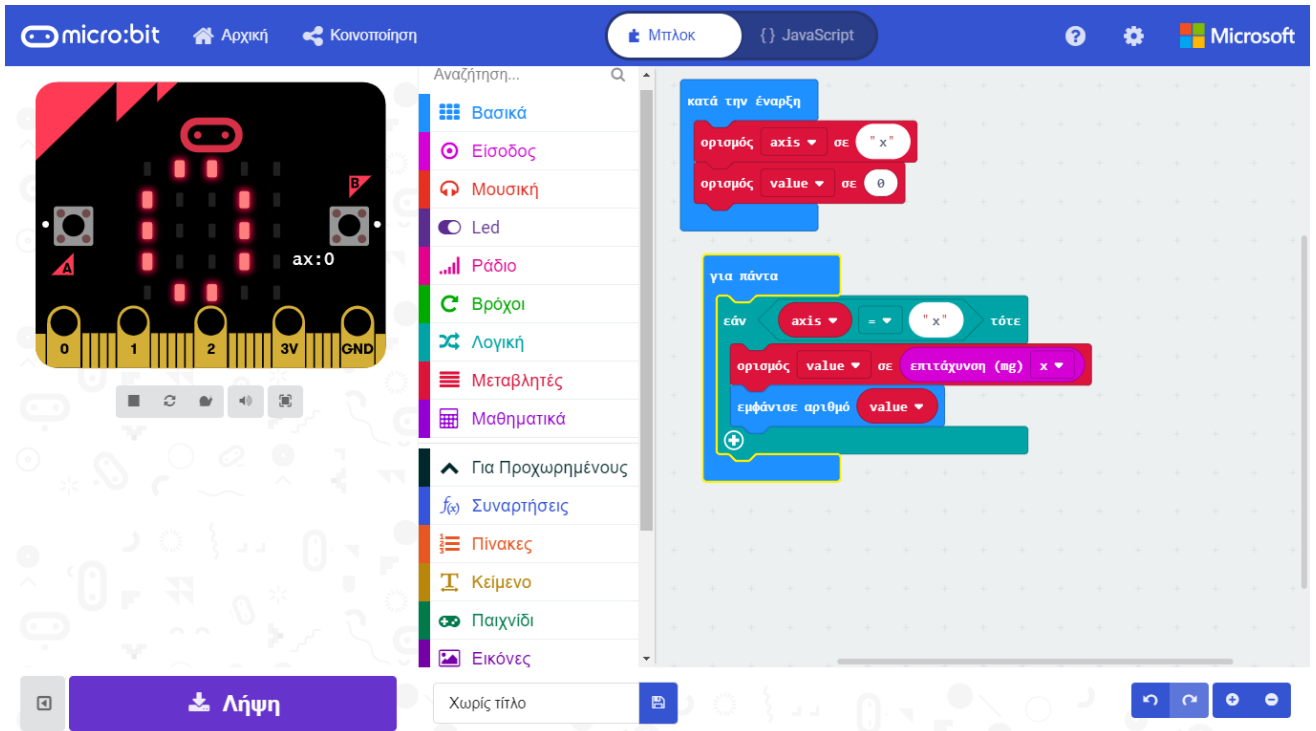 micro:bit Αρχική Κοινοποίηση Μπλοκ {} JavaScript ? Microsoft
B
A
ax:0
0 1 2 3V GND
Αναζήτηση...
Βασικά
Είσοδος
Μουσική
Led
Ράδιο
Βρόχοι
Λογική
Μεταβλητές
Μαθηματικά
Για Προχωρημένους
f(x) Συναρτήσεις
Πίνακες
Κείμενο
Παιχνίδι
Εικόνες
κατά την έναρξη
ορισμός axis σε "x"
ορισμός value σε 0
για πάντα
εάν axis = "x" τότε
ορισμός value σε επιτάχυνση (mg) x
εμφάνισε αριθμό value
Λήψη
Χωρίς τίτλο